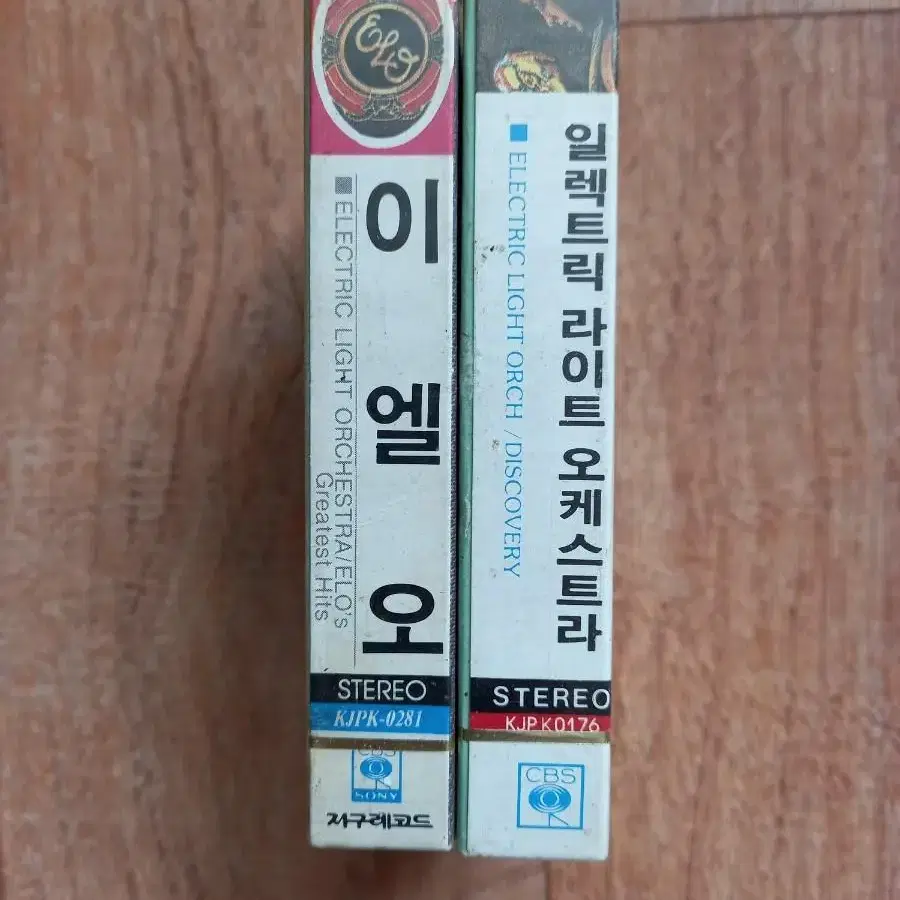 ELO
이엘오
■ ELECTRIC LIGHT ORCHESTRA/ELO's
Greatest Hits
STEREO
KJPK-0281
CBS
SONY
지구레코드
일렉트릭 라이트 오케스트라
■ ELECTRIC LIGHT ORCH /DISCOVERY
STEREO
KJPK0176
CBS